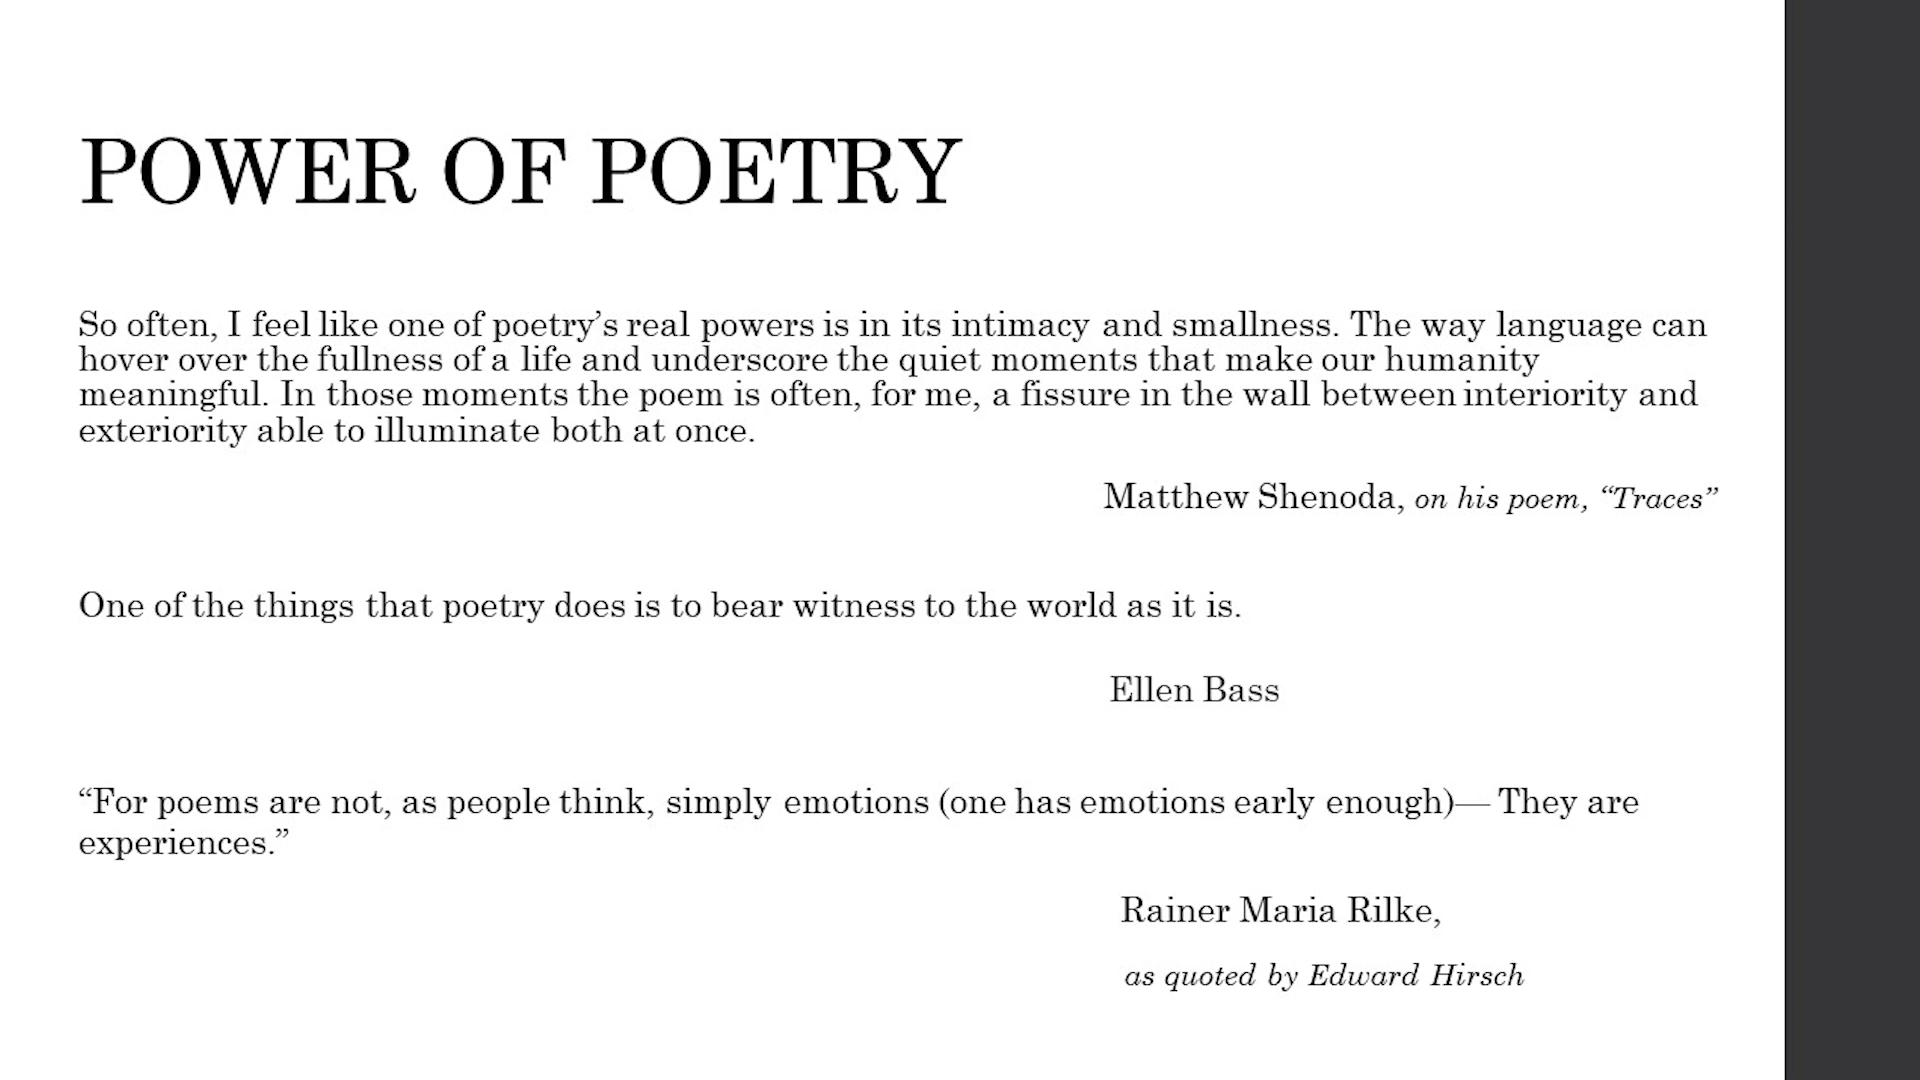 POWER OF POETRY
So often, I feel like one of poetry’s real powers is in its intimacy and smallness. The way language can
hover over the fullness of a life and underscore the quiet moments that make our humanity
meaningful. In those moments the poem is often, for me, a fissure in the wall between interiority and
exteriority able to illuminate both at once.
Matthew Shenoda, on his poem, “Traces”
One of the things that poetry does is to bear witness to the world as it is.
Ellen Bass
“For poems are not, as people think, simply emotions (one has emotions early enough)— They are
experiences.”
Rainer Maria Rilke,
as quoted by Edward Hirsch